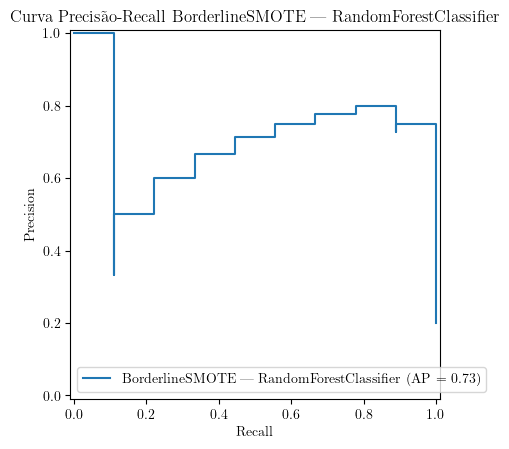 Curva Precisão-Recall BorderlineSMOTE — RandomForestClassifier
1.0
0.8
0.6
0.4
0.2
0.0
Precision
BorderlineSMOTE — RandomForestClassifier (AP = 0.73)
0.0 0.2 0.4 0.6 0.8 1.0
Recall